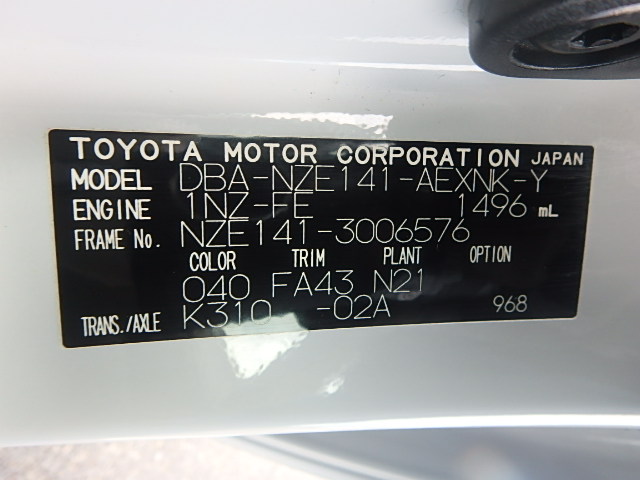 TOYOTA MOTOR CORPORATION JAPAN
MODEL DBA-NZE141-AEXNK-Y
ENGINE 1NZ-FE 1496 mL
FRAME No. NZE141-3006576
COLOR TRIM PLANT OPTION
040 FA43 N21
TRANS./AXLE K310 -02A 968